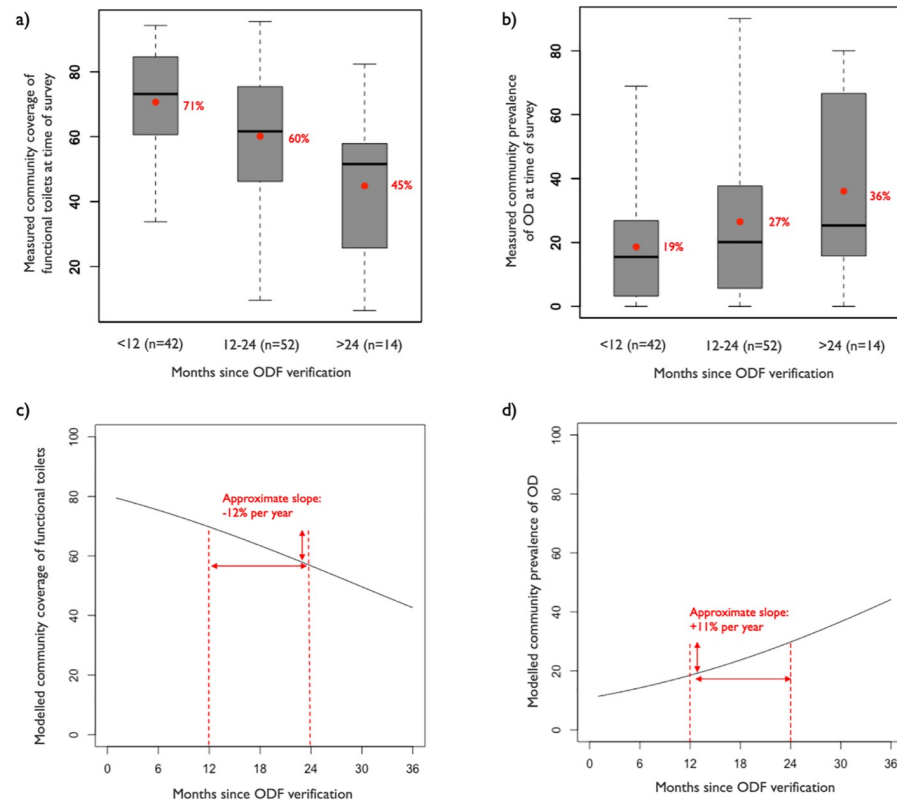 a)
Measured community coverage of
functional toilets at time of survey
80
60
40
20
71%
60%
45%
<12 (n=42)
12-24 (n=52)
>24 (n=14)
Months since ODF verification
b)
Measured community prevalence
of OD at time of survey
80
60
40
20
0
19%
27%
36%
<12 (n=42)
12-24 (n=52)
>24 (n=14)
Months since ODF verification
c)
Modelled community coverage of functional toilets
100
80
60
40
20
0
Approximate slope:
-12% per year
0
12
24
36
Months since ODF verification
d)
Modelled community prevalence of OD
100
80
60
40
20
0
Approximate slope:
+11% per year
0
12
24
30
36
Months since ODF verification